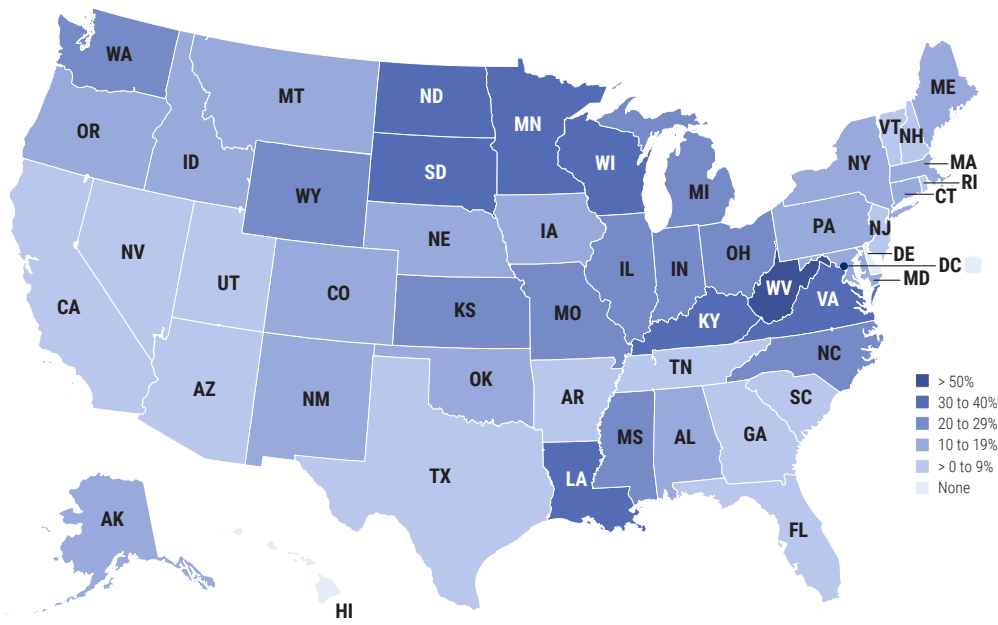 WA
MT
ND
MN
ME
OR
ID
SD
WI
MI
VT
NH
NY
MA
RI
CT
WY
NE
IA
PA
NJ
NV
UT
CO
KS
MO
IL
IN
OH
DE
DC
MD
WV
VA
KY
CA
AZ
NM
OK
AR
TN
NC
SC
TX
LA
MS
AL
GA
FL
AK
HI
> 50%
30 to 40%
20 to 29%
10 to 19%
> 0 to 9%
None